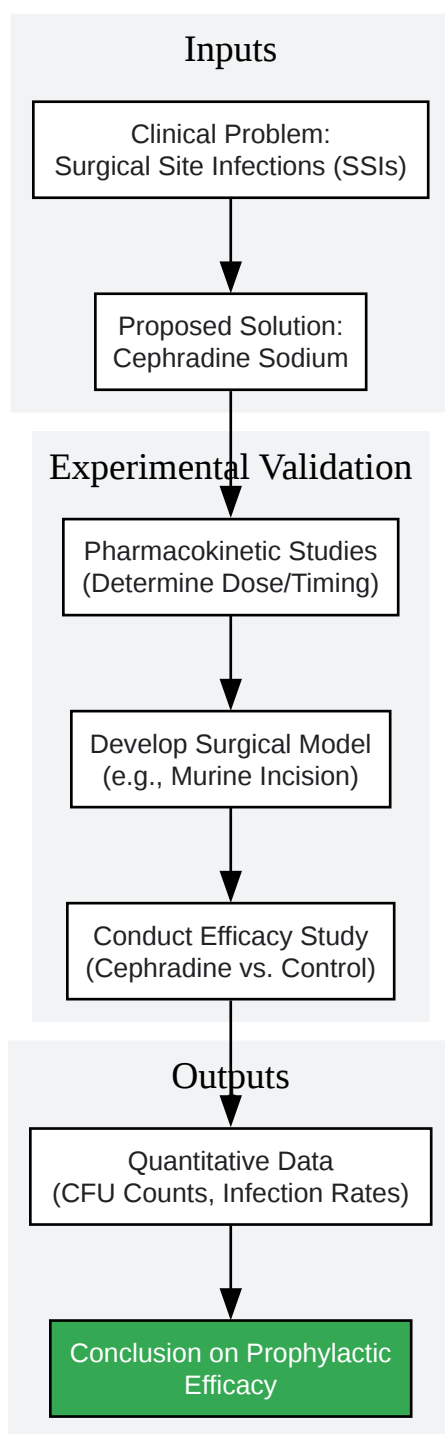 Inputs
Clinical Problem:
Surgical Site Infections (SSIs)
Proposed Solution:
Cephradine Sodium
Experimental Validation
Pharmacokinetic Studies
(Determine Dose/Timing)
Develop Surgical Model
(e.g., Murine Incision)
Conduct Efficacy Study
(Cephradine vs. Control)
Outputs
Quantitative Data
(CFU Counts, Infection Rates)
Conclusion on Prophylactic
Efficacy